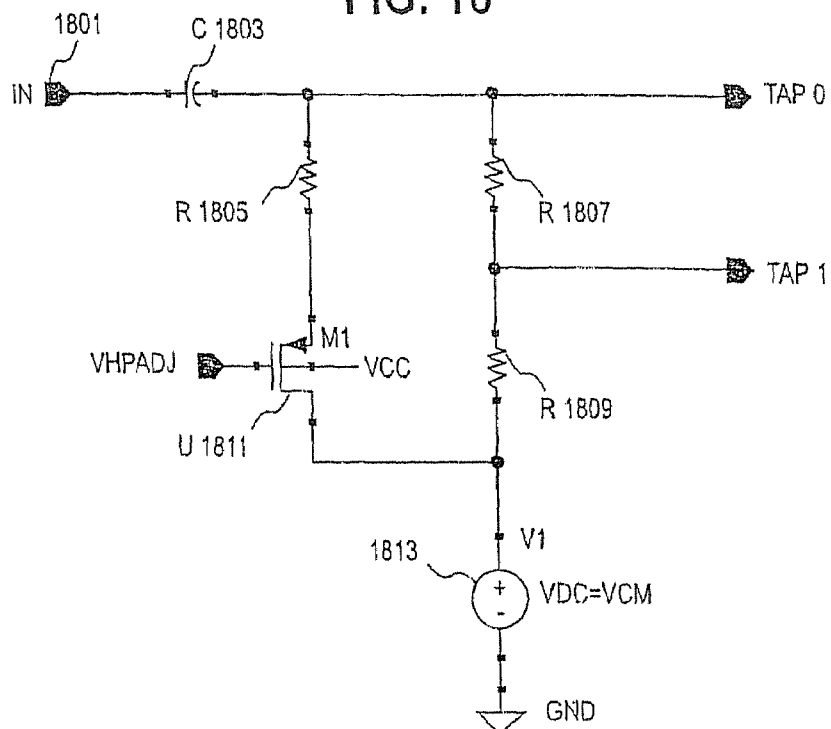 1801
C 1803
IN
TAP 0
R 1805
R 1807
TAP 1
M1
VHPADJ
VCC
R 1809
U 1811
V1
1813
+
VDC=VCM
-
GND